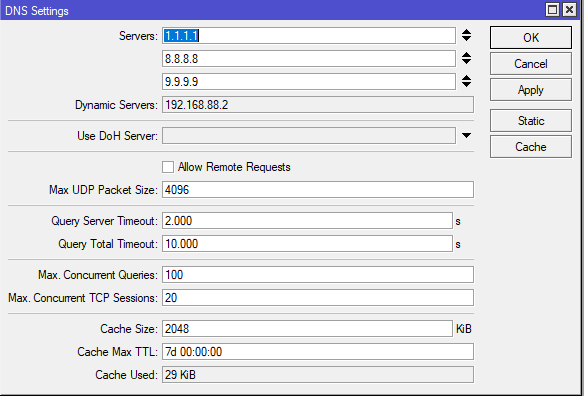 DNS Settings
Servers: 1.1.1.1
OK
8.8.8.8
Cancel
9.9.9.9
Apply
Dynamic Servers: 192.168.88.2
Static
Use DoH Server:
Cache
Allow Remote Requests
Max UDP Packet Size: 4096
Query Server Timeout: 2.000 s
Query Total Timeout: 10.000 s
Max. Concurrent Queries: 100
Max. Concurrent TCP Sessions: 20
Cache Size: 2048 KiB
Cache Max TTL: 7d 00:00:00
Cache Used: 29 KiB